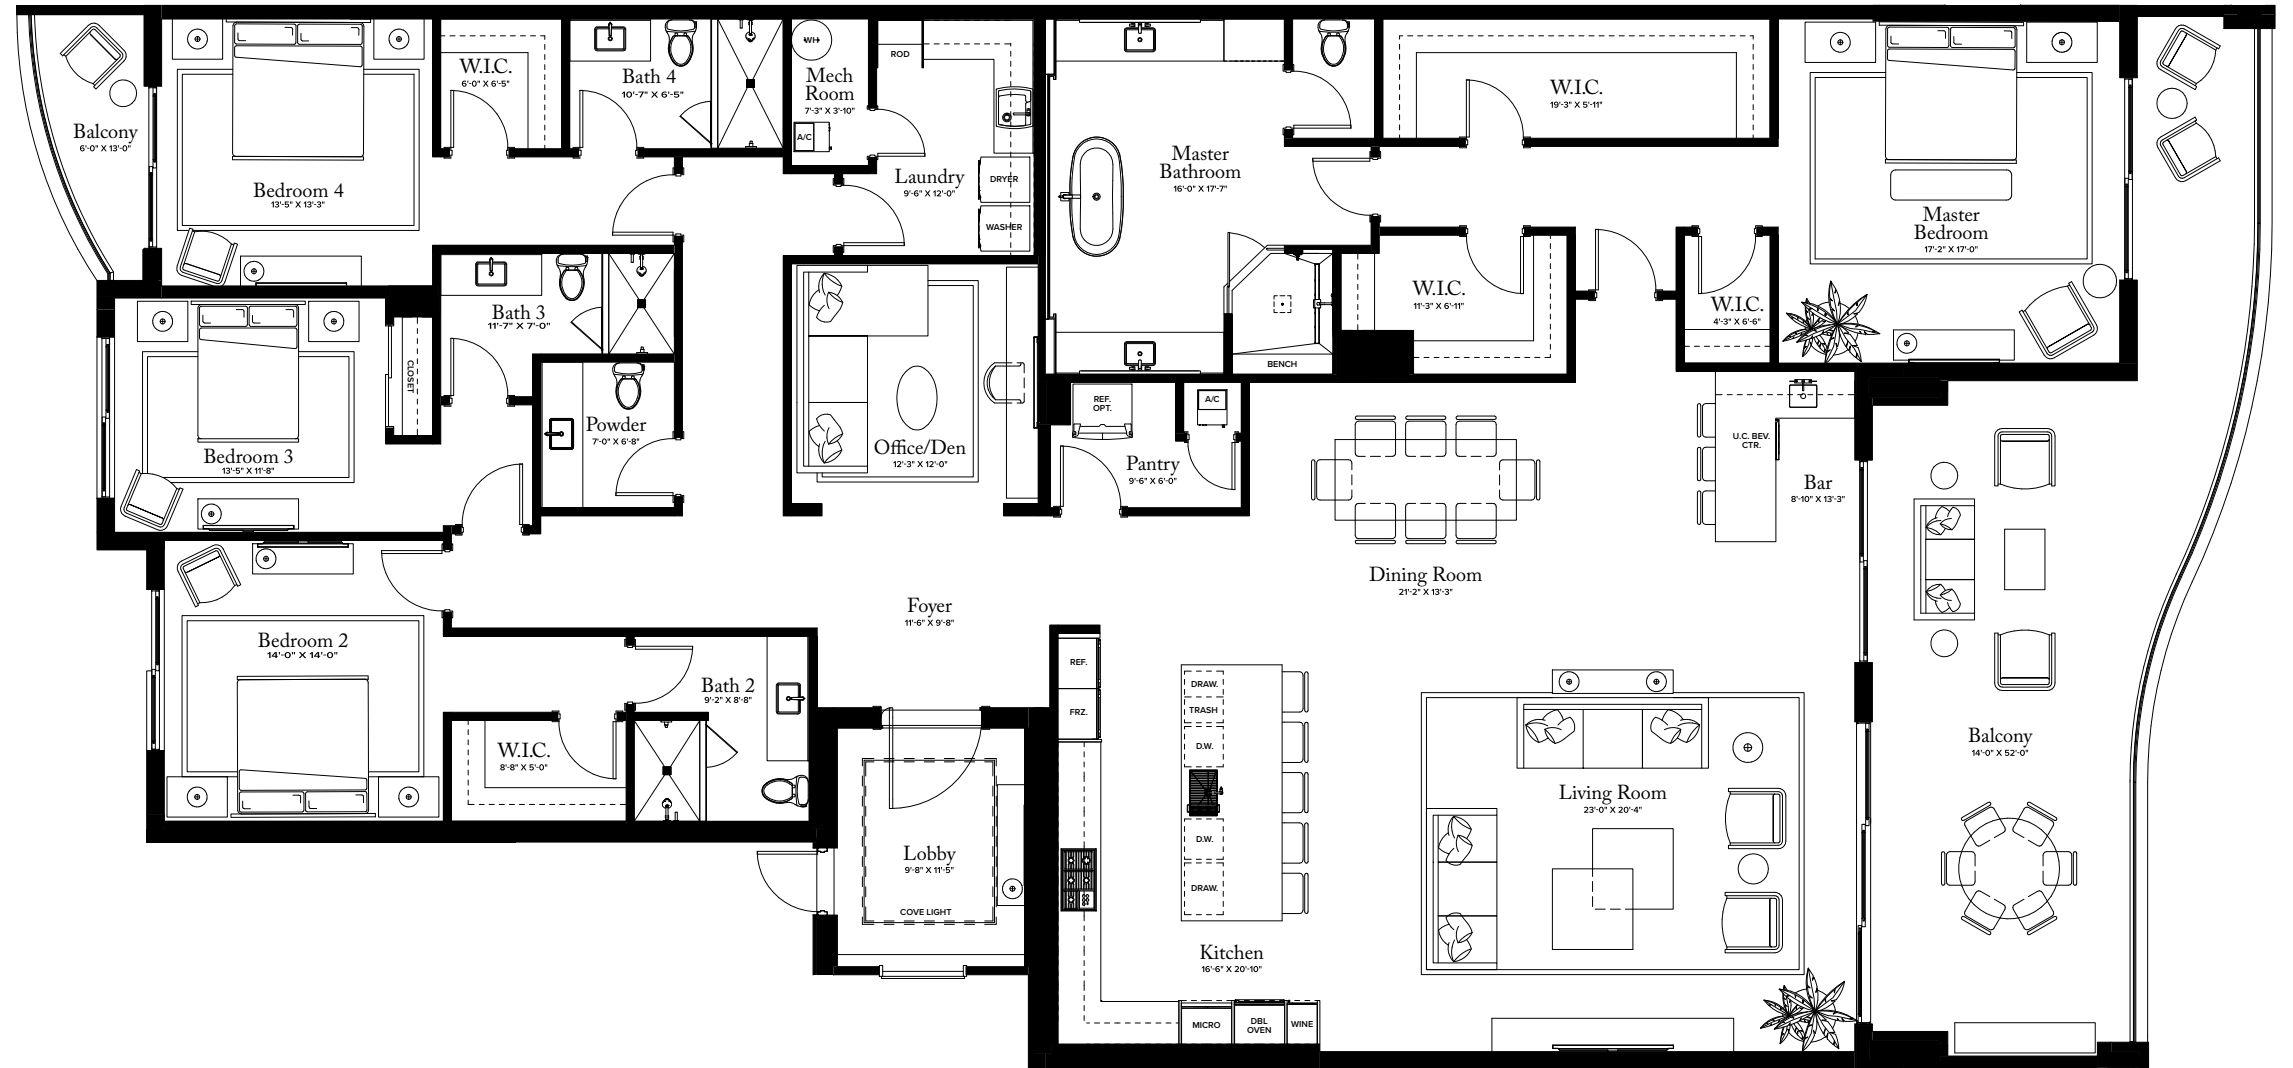 W.I.C.
6'-0" X 6'-5"
Bath 4
10'-7" X 6'-5"
WH
Mech
Room
7'-3" X 3'-10"
A/C
ROD
Laundry
9'-6" X 12'-0"
DRYER
WASHER
Balcony
6'-0" X 13'-0"
Bedroom 4
13'-5" X 13'-3"
Master
Bathroom
16'-0" X 17'-7"
W.I.C.
19'-3" X 5'-11"
Master
Bedroom
17'-2" X 17'-0"
W.I.C.
11'-3" X 6'-11"
W.I.C.
4'-3" X 6'-6"
BENCH
Bath 3
11'-7" X 7'-0"
CLOSET
Bedroom 3
13'-5" X 11'-8"
Powder
7'-0" X 6'-8"
Office/Den
12'-3" X 12'-0"
REF.
OPT.
A/C
Pantry
9'-6" X 6'-0"
U.C. BEV.
CTR.
Bar
8'-10" X 13'-3"
Dining Room
21'-2" X 13'-3"
Foyer
11'-6" X 9'-8"
Bedroom 2
14'-0" X 14'-0"
Bath 2
9'-2" X 8'-8"
W.I.C.
8'-8" X 5'-0"
REF.
FRZ.
DRAW.
TRASH
D.W.
D.W.
DRAW.
Living Room
23'-0" X 20'-4"
Balcony
14'-0" X 52'-0"
Lobby
9'-8" X 11'-5"
COVE LIGHT
Kitchen
16'-6" X 20'-10"
MICRO
DBL
OVEN
WINE